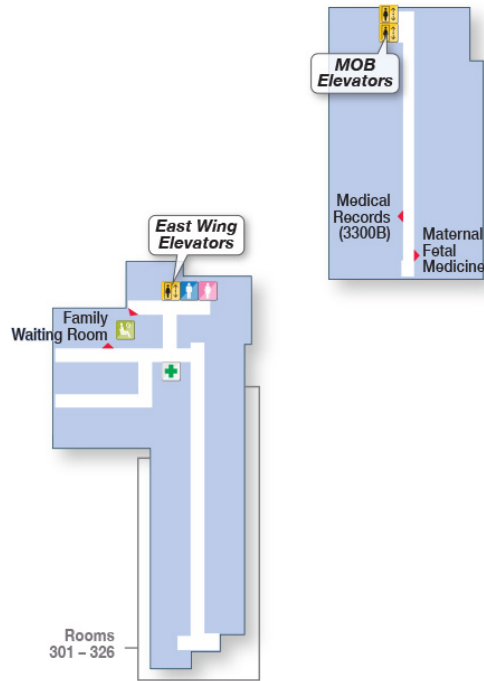 MOB
Elevators
Medical
Records
(3300B)
Maternal
Fetal
Medicine
East Wing
Elevators
Family
Waiting Room
Rooms
301 – 326